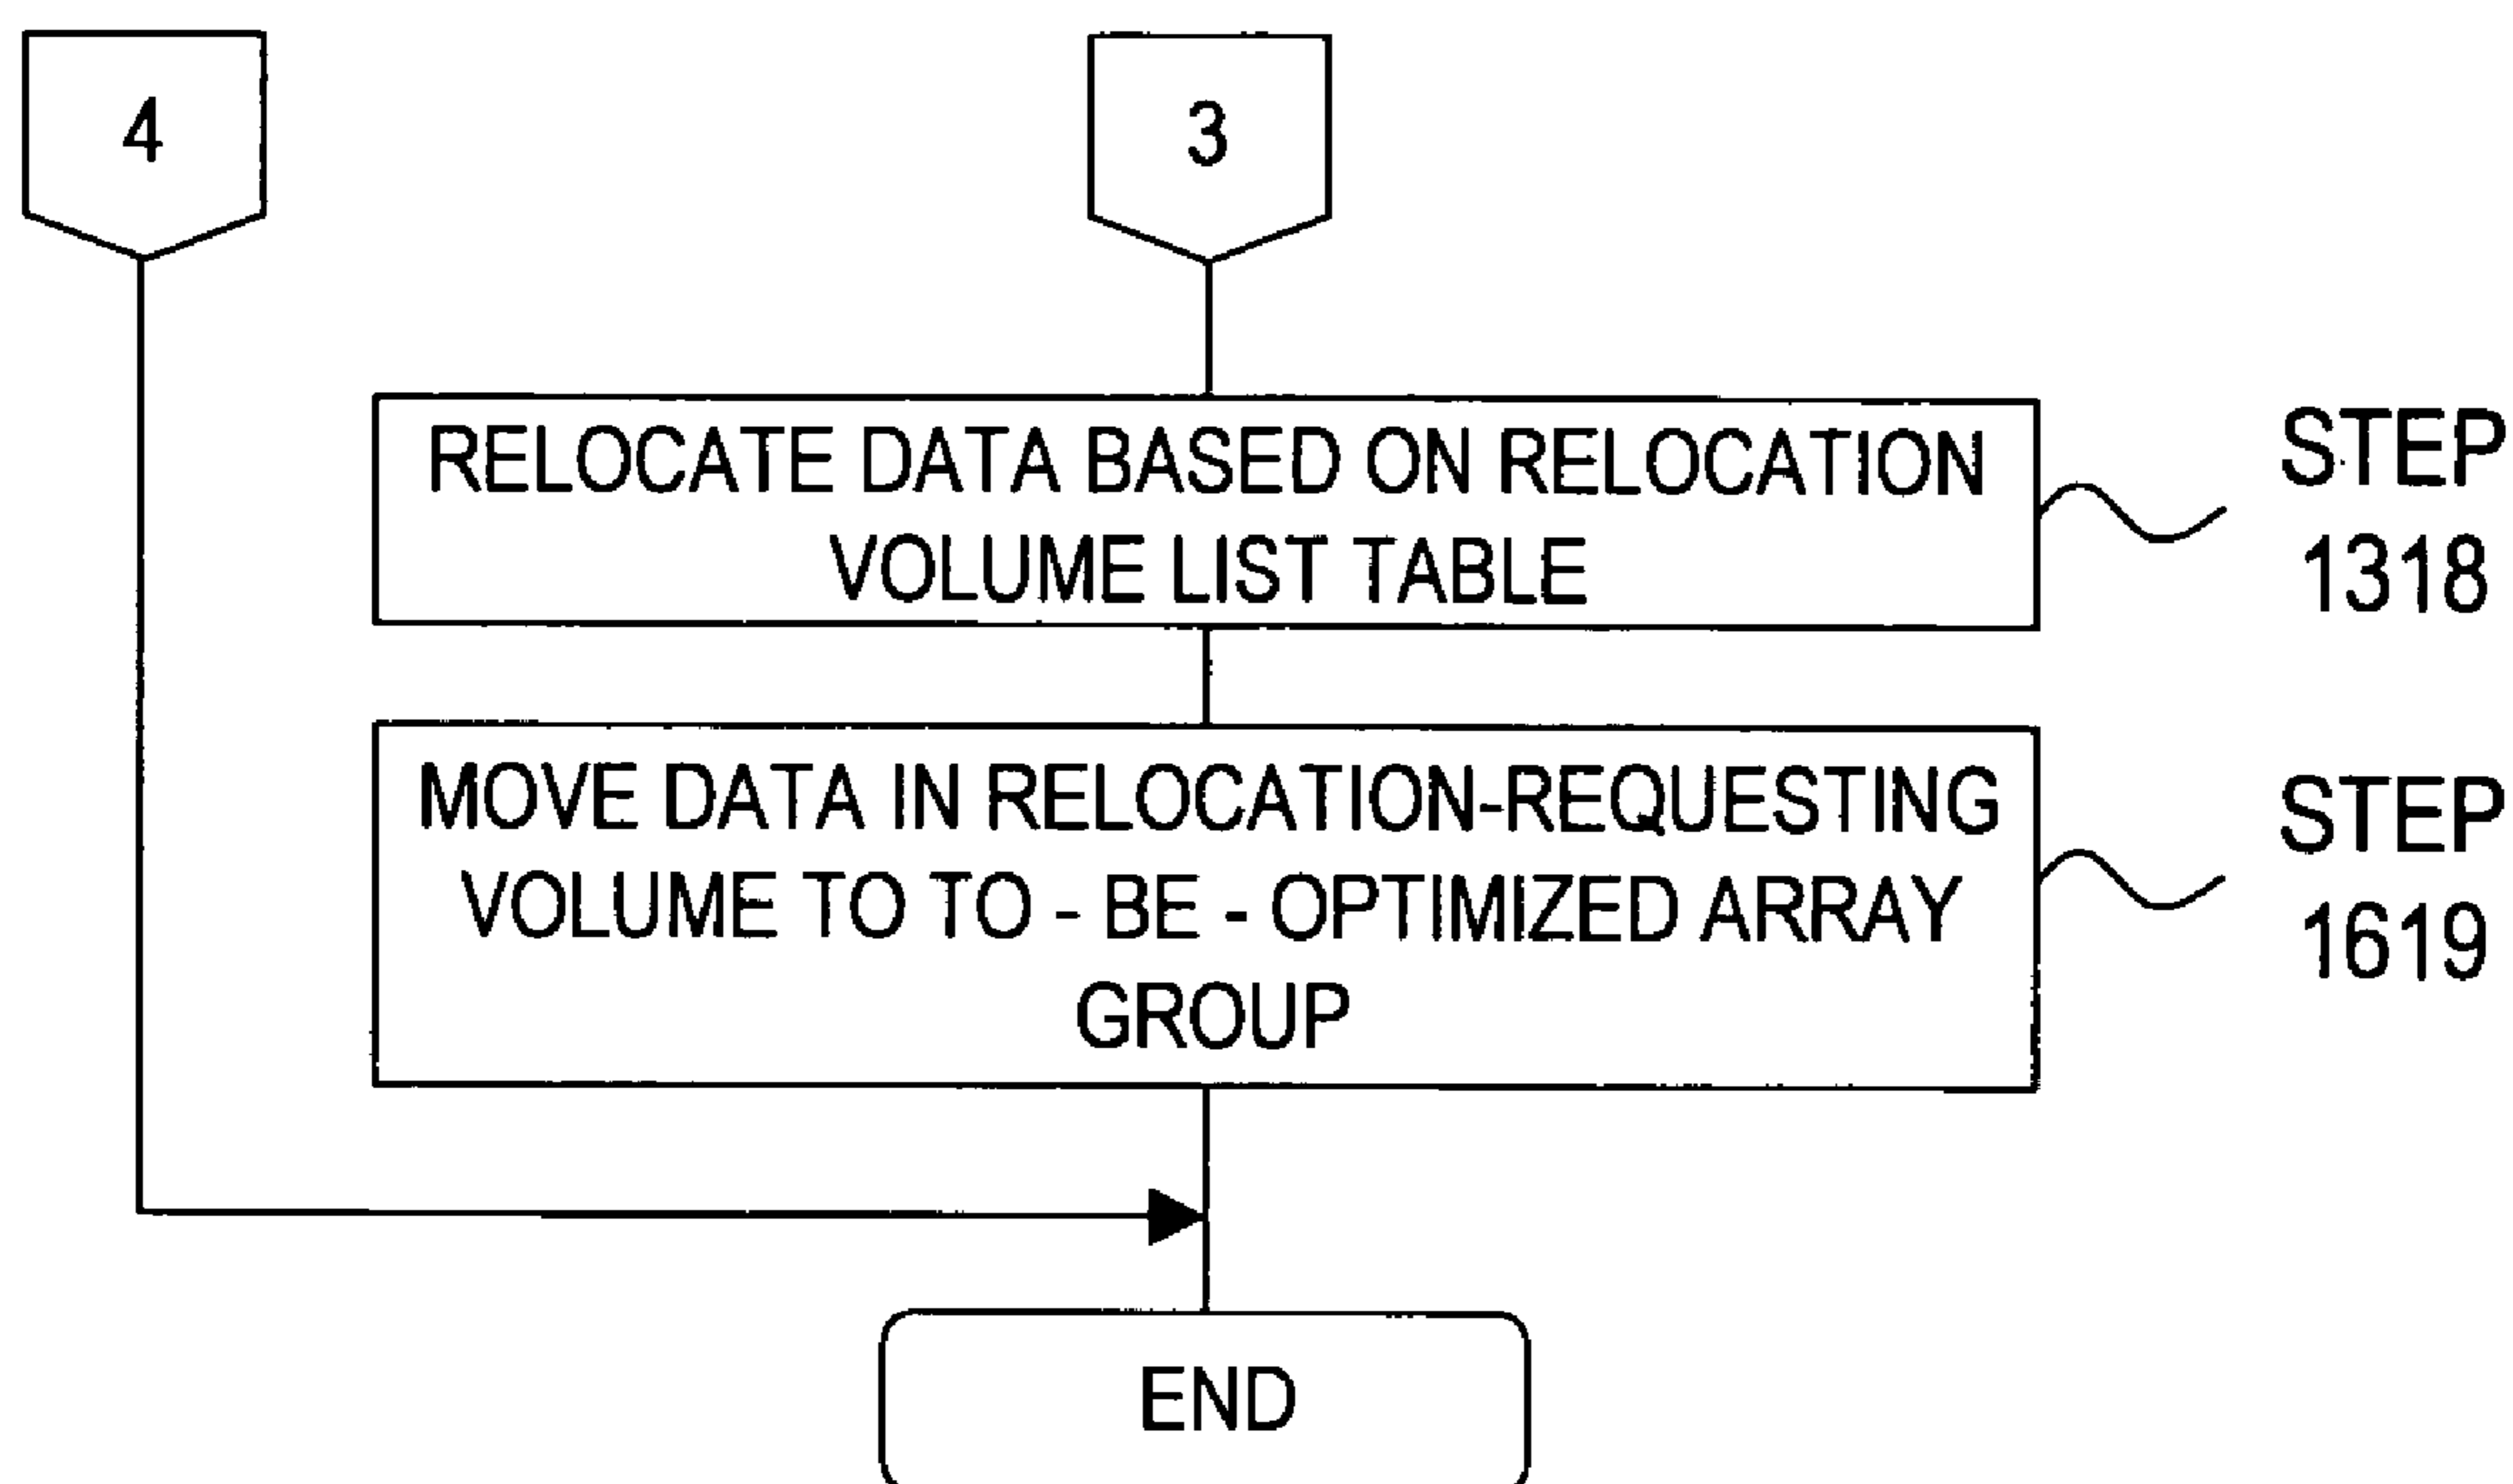 4
3
RELOCATE DATA BASED ON RELOCATION
VOLUME LIST TABLE
STEP
1318
MOVE DATA IN RELOCATION-REQUESTING
VOLUME TO TO - BE - OPTIMIZED ARRAY
GROUP
STEP
1619
END